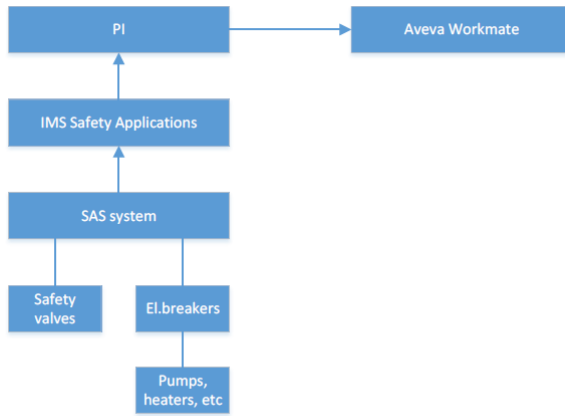 PI
Aveva Workmate
IMS Safety Applications
SAS system
Safety
valves
El.breakers
Pumps,
heaters, etc